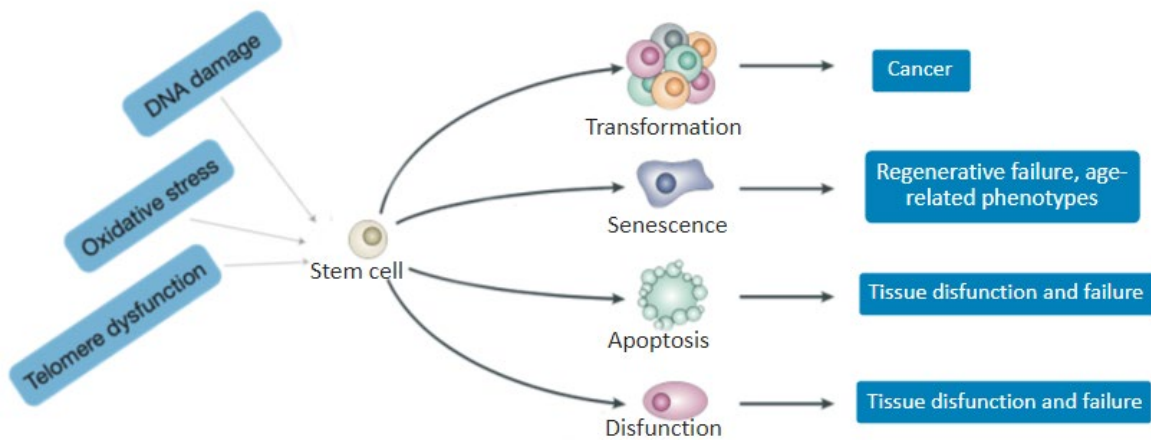 DNA damage
Oxidative stress
Telomere dysfunction
Stem cell
Transformation
Cancer
Senescence
Regenerative failure, age-
related phenotypes
Apoptosis
Tissue disfunction and failure
Disfunction
Tissue disfunction and failure